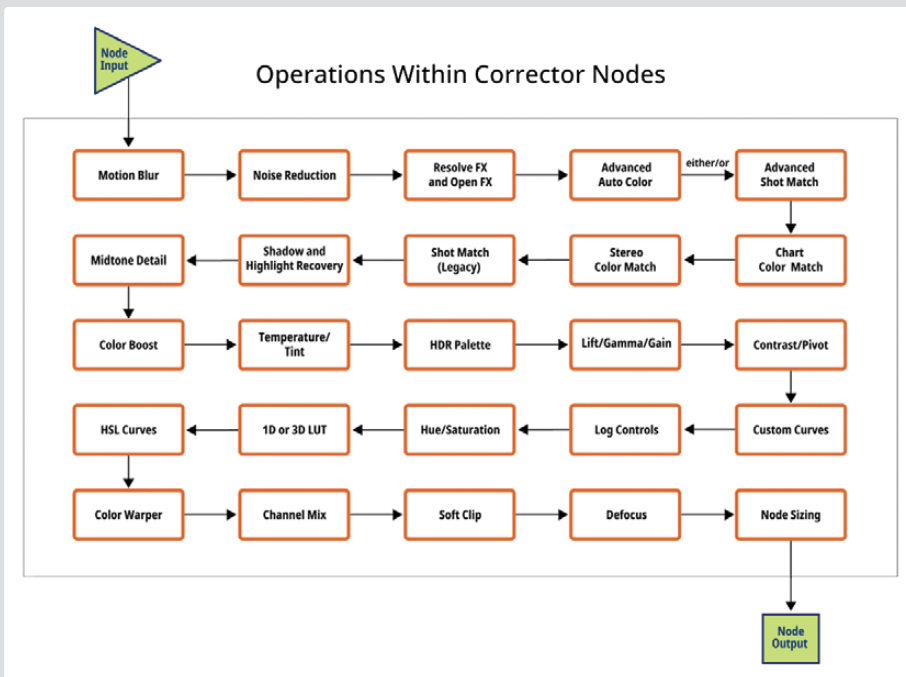 Node
Input
Operations Within Corrector Nodes
Motion Blur
Noise Reduction
Resolve FX
and Open FX
Advanced
Auto Color
either/or
Advanced
Shot Match
Midtone Detail
Shadow and
Highlight Recovery
Shot Match
(Legacy)
Stereo
Color Match
Chart
Color Match
Color Boost
Temperature/
Tint
HDR Palette
Lift/Gamma/Gain
Contrast/Pivot
HSL Curves
1D or 3D LUT
Hue/Saturation
Log Controls
Custom Curves
Color Warper
Channel Mix
Soft Clip
Defocus
Node Sizing
Node
Output